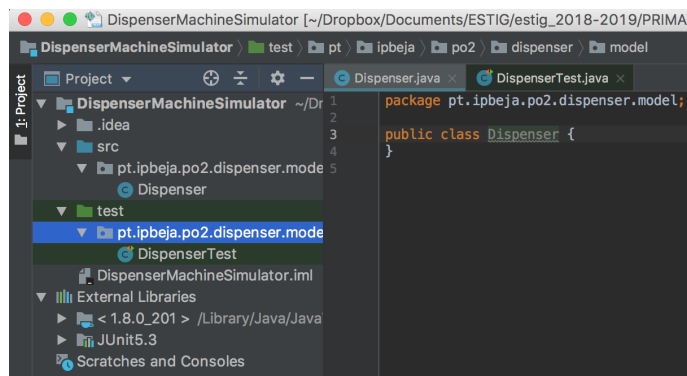 DispenserMachineSimulator [~/Dropbox/Documents/ESTIG/estig_2018-2019/PRIMA
DispenserMachineSimulator test pt ipbeja po2 dispenser model
1: Project
Project Dispenser.java DispenserTest.java
DispenserMachineSimulator ~/Dr
.idea
src
pt.ipbeja.po2.dispenser.mode
Dispenser
test
pt.ipbeja.po2.dispenser.mode
DispenserTest
DispenserMachineSimulator.iml
External Libraries
< 1.8.0_201 > /Library/Java/Java
JUnit5.3
Scratches and Consoles
1 package pt.ipbeja.po2.dispenser.model;
2
3 public class Dispenser {
4 }
5